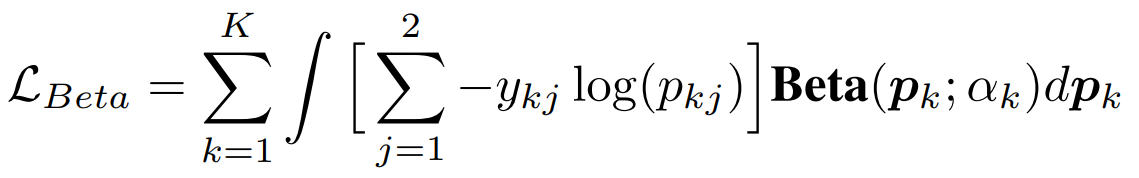 $\mathcal{L}_{Beta} = \sum_{k=1}^{K} \int \Big[ \sum_{j=1}^{2} -y_{kj} \log(p_{kj}) \Big] \mathbf{Beta}(\boldsymbol{p}_k; \alpha_k) d\boldsymbol{p}_k$